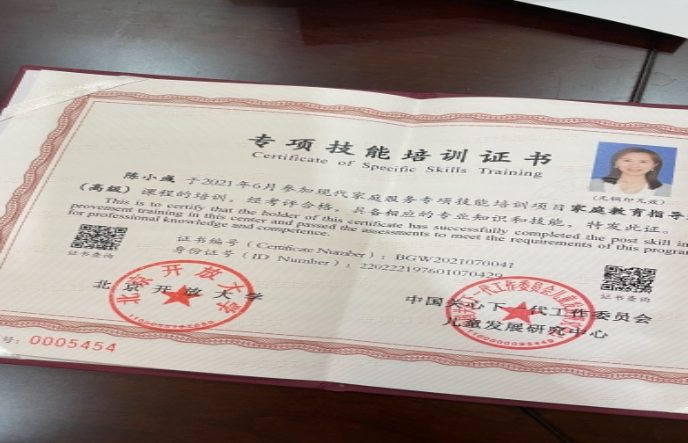 专项技能培训证书
Certificate of Specific Skills Training
陈小彧 于2021年6月参加现代家庭服务专项技能培训项目家庭教育指导
（高级）课程的培训，经考评合格，具备相应的专业知识和技能，特发此证。
This is to certify that the holder of this certificate has successfully completed the post skill im
provement training in this center and passed the assessments to meet the requirements of this progra
for professional knowledge and competence.
（无钢印无效）
证书编号（Certificate Number）：BGW2021070041
身份证号（ID Number）：220222197601070429
证书查询
证书查询
北京开放大学
北京开放大学
中国关心下一代工作委员会
儿童发展研究中心
号：0005454